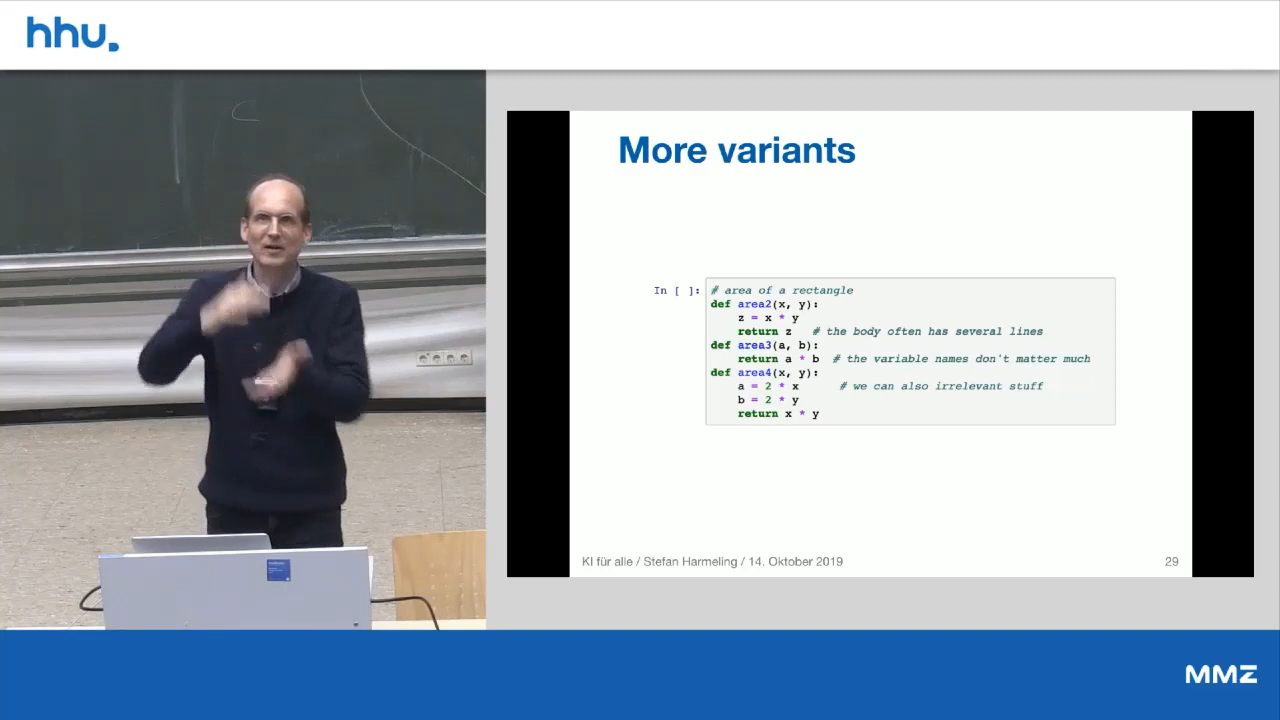 hhu.
More variants
In [ ]: # area of a rectangle
def area2(x, y):
    z = x * y
    return z   # the body often has several lines
def area3(a, b):
    return a * b  # the variable names don't matter much
def area4(x, y):
    a = 2 * x      # we can also irrelevant stuff
    b = 2 * y
    return x * y
KI für alle / Stefan Harmeling / 14. Oktober 2019
29
MMZ